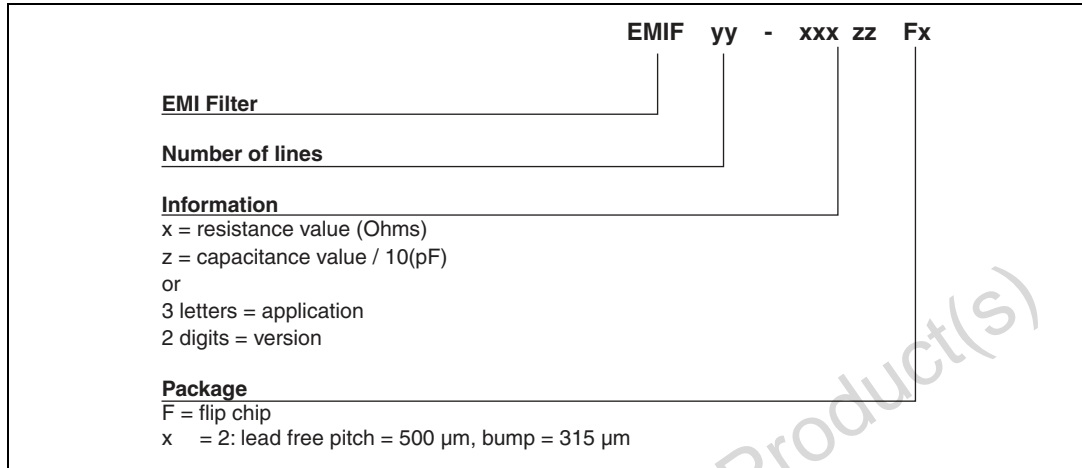 EMIF yy - xxx zz Fx
EMI Filter
Number of lines
Information
x = resistance value (Ohms)
z = capacitance value / 10(pF)
or
3 letters = application
2 digits = version
Package
F = flip chip
x = 2: lead free pitch = 500 µm, bump = 315 µm
Product(s)